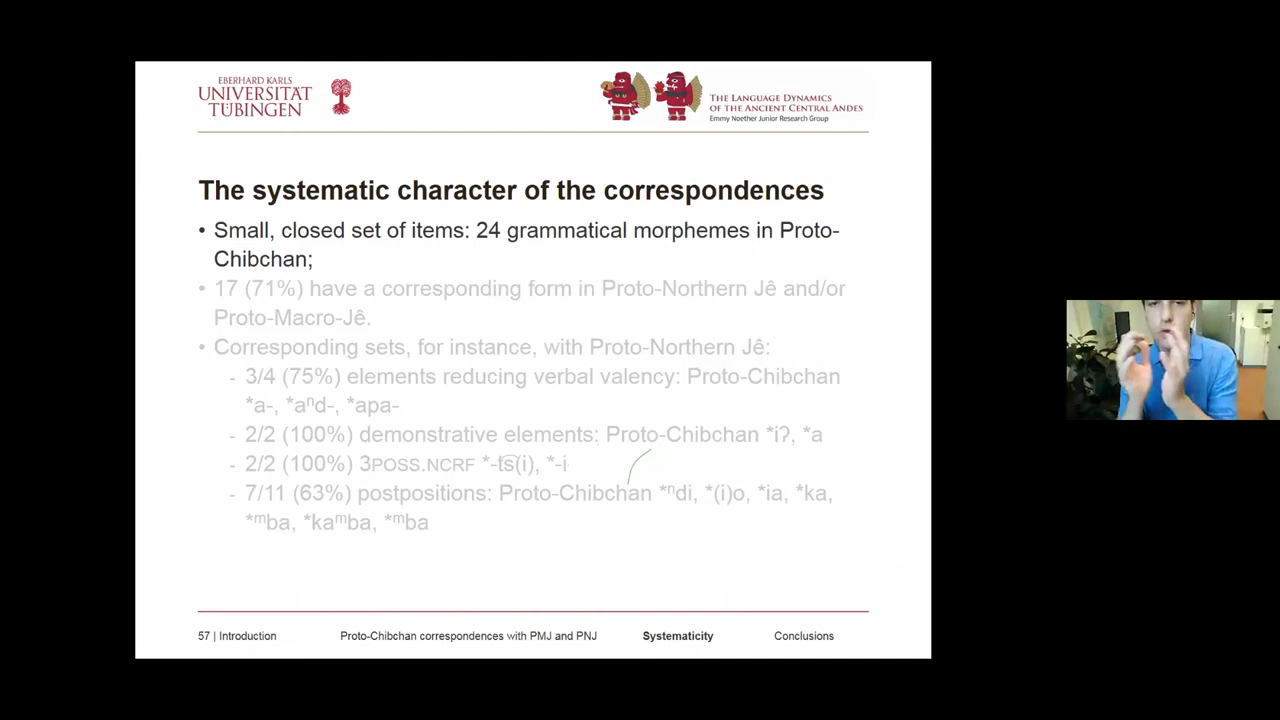 EBERHARD KARLS
UNIVERSITÄT
TÜBINGEN
THE LANGUAGE DYNAMICS
OF THE ANCIENT CENTRAL ANDES
Emmy Noether Junior Research Group
The systematic character of the correspondences
• Small, closed set of items: 24 grammatical morphemes in Proto-
Chibchan;
• 17 (71%) have a corresponding form in Proto-Northern Jê and/or
Proto-Macro-Jê.
• Corresponding sets, for instance, with Proto-Northern Jê:
- 3/4 (75%) elements reducing verbal valency: Proto-Chibchan
*a-, *aⁿd-, *apa-
- 2/2 (100%) demonstrative elements: Proto-Chibchan *iʔ, *a
- 2/2 (100%) 3POSS.NCRF *-t͡s(i), *-i
- 7/11 (63%) postpositions: Proto-Chibchan *ⁿdi, *(i)o, *ia, *ka,
*ᵐba, *kaᵐba, *ᵐba
57 | Introduction Proto-Chibchan correspondences with PMJ and PNJ Systematicity Conclusions